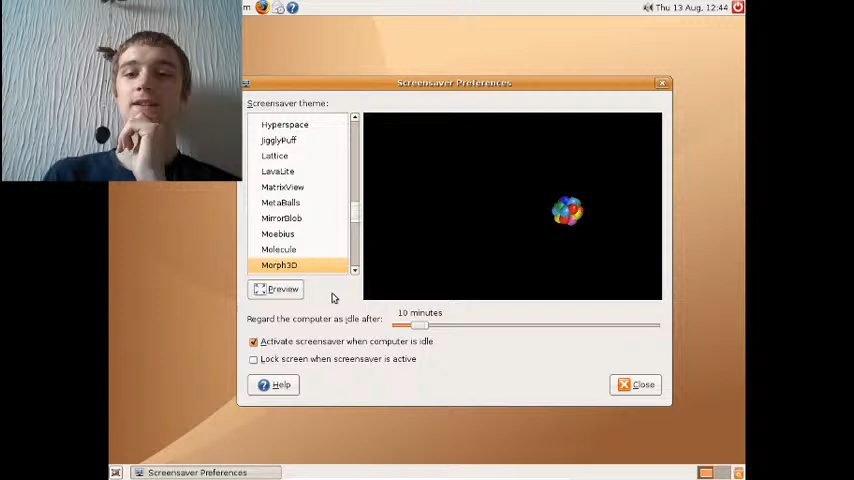 m
Thu 13 Aug, 12:44
Screensaver Preferences
Screensaver theme:
Hyperspace
JigglyPuff
Lattice
LavaLite
MatrixView
MetaBalls
MirrorBlob
Moebius
Molecule
Morph3D
Preview
10 minutes
Regard the computer as idle after:
Activate screensaver when computer is idle
Lock screen when screensaver is active
Help
Close
Screensaver Preferences